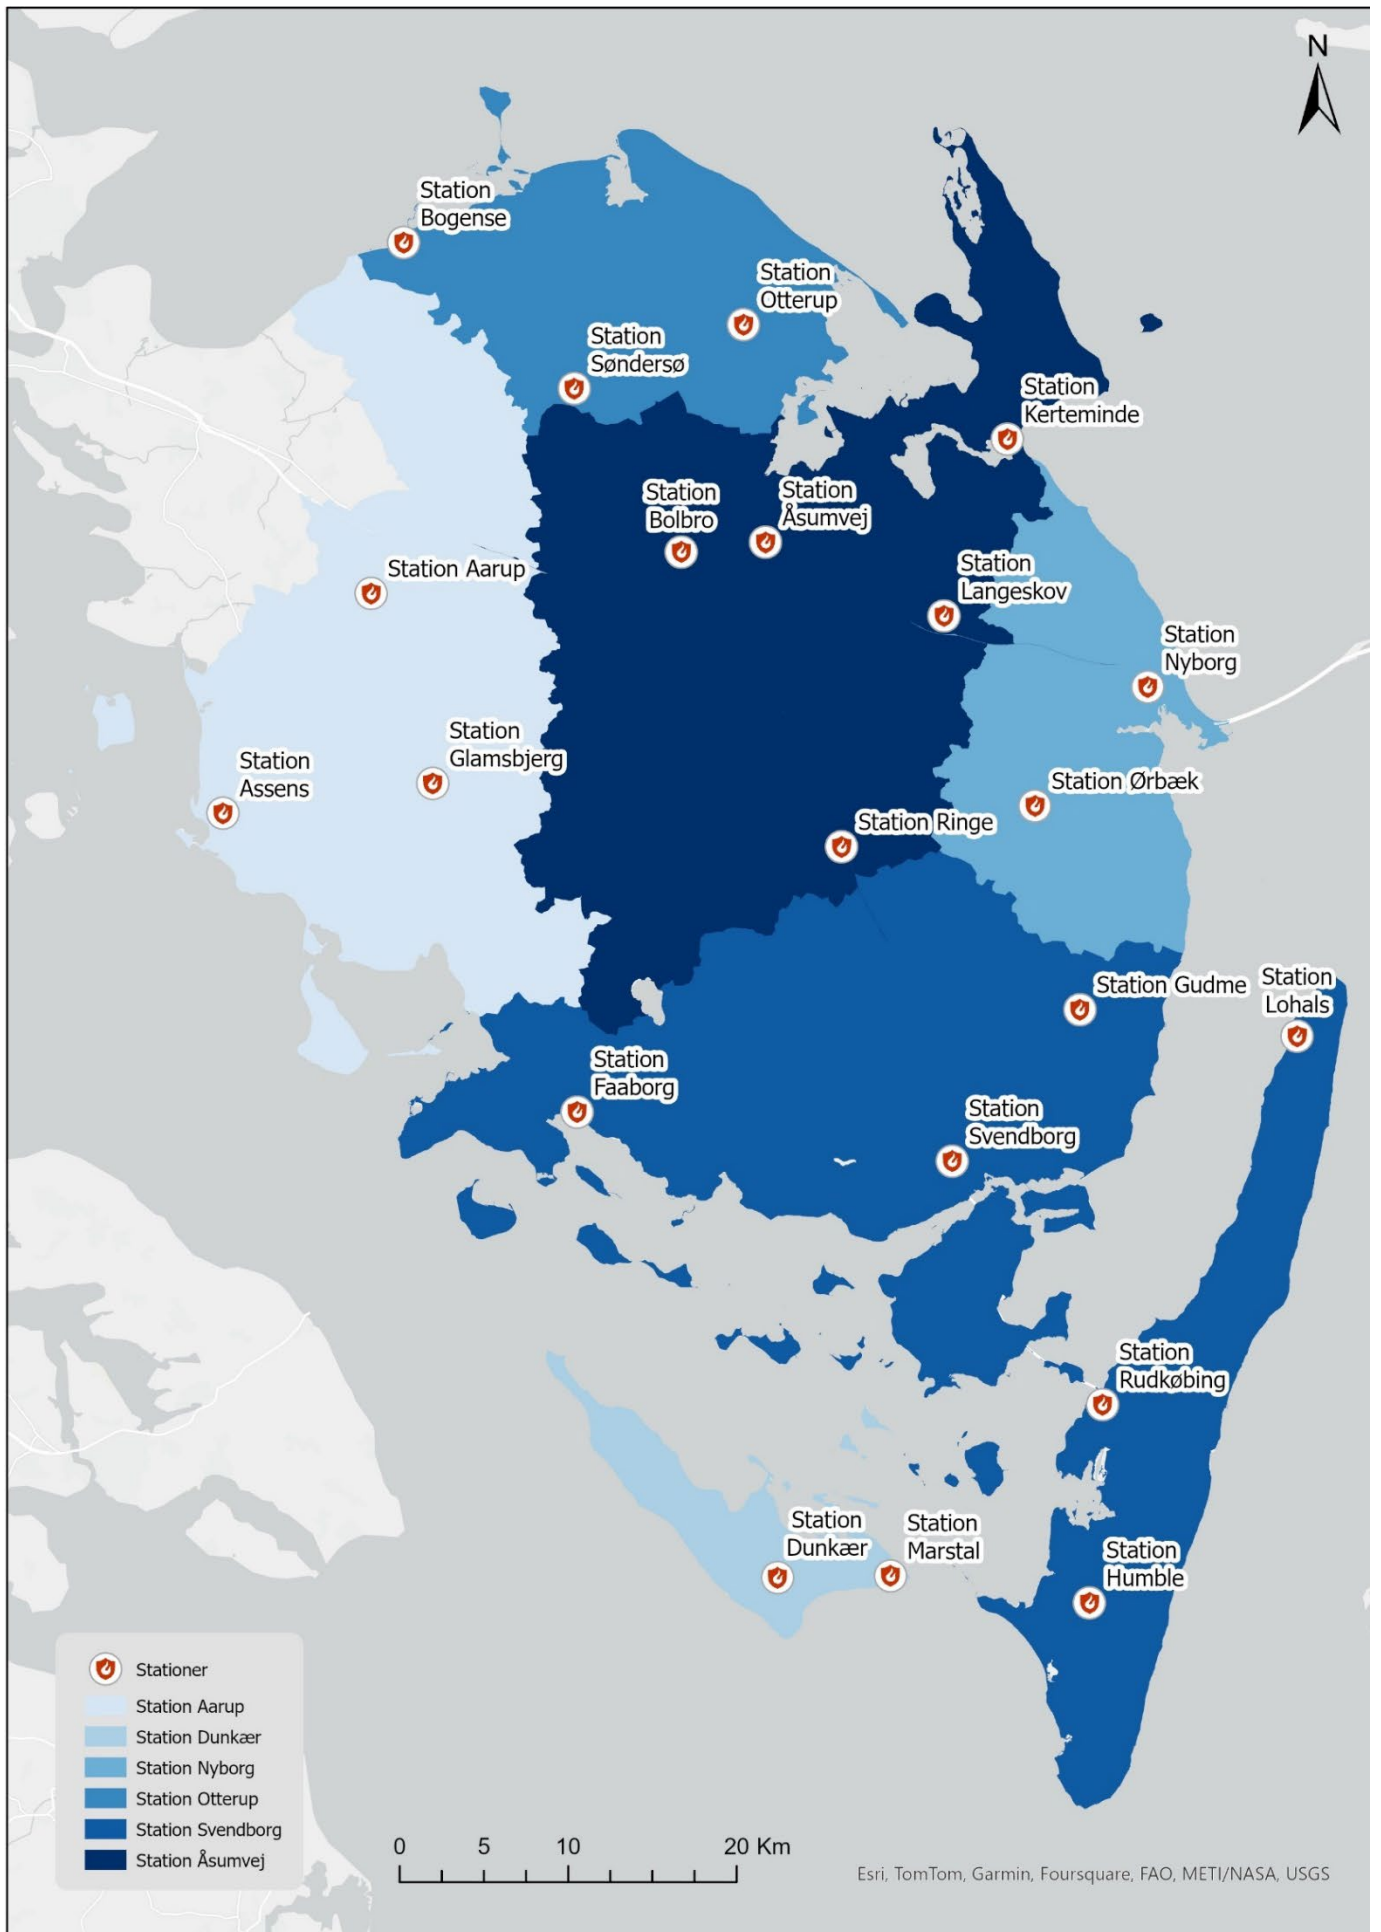 N
Station
Bogense
Station
Otterup
Station
Søndersø
Station
Kerteminde
Station
Bolbro
Station
Åsumvej
Station Aarup
Station
Langeskov
Station
Nyborg
Station
Glamsbjerg
Station
Assens
Station Ørbæk
Station Ringe
Station Gudme
Station
Lohals
Station
Faaborg
Station
Svendborg
Station
Rudkøbing
Station
Dunkær
Station
Marstal
Station
Humble
Stationer
Station Aarup
Station Dunkær
Station Nyborg
Station Otterup
Station Svendborg
Station Åsumvej
0 5 10 20 Km
Esri, TomTom, Garmin, Foursquare, FAO, METI/NASA, USGS